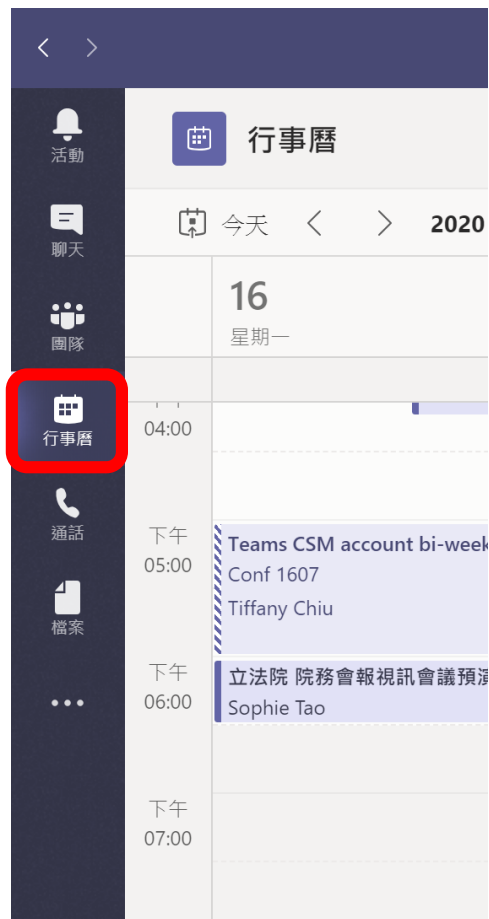 活動
聊天
團隊
行事曆
通話
檔案
行事曆
今天
2020
16
星期一
04:00
下午
05:00
Teams CSM account bi-week
Conf 1607
Tiffany Chiu
下午
06:00
立法院 院務會報視訊會議預演
Sophie Tao
下午
07:00